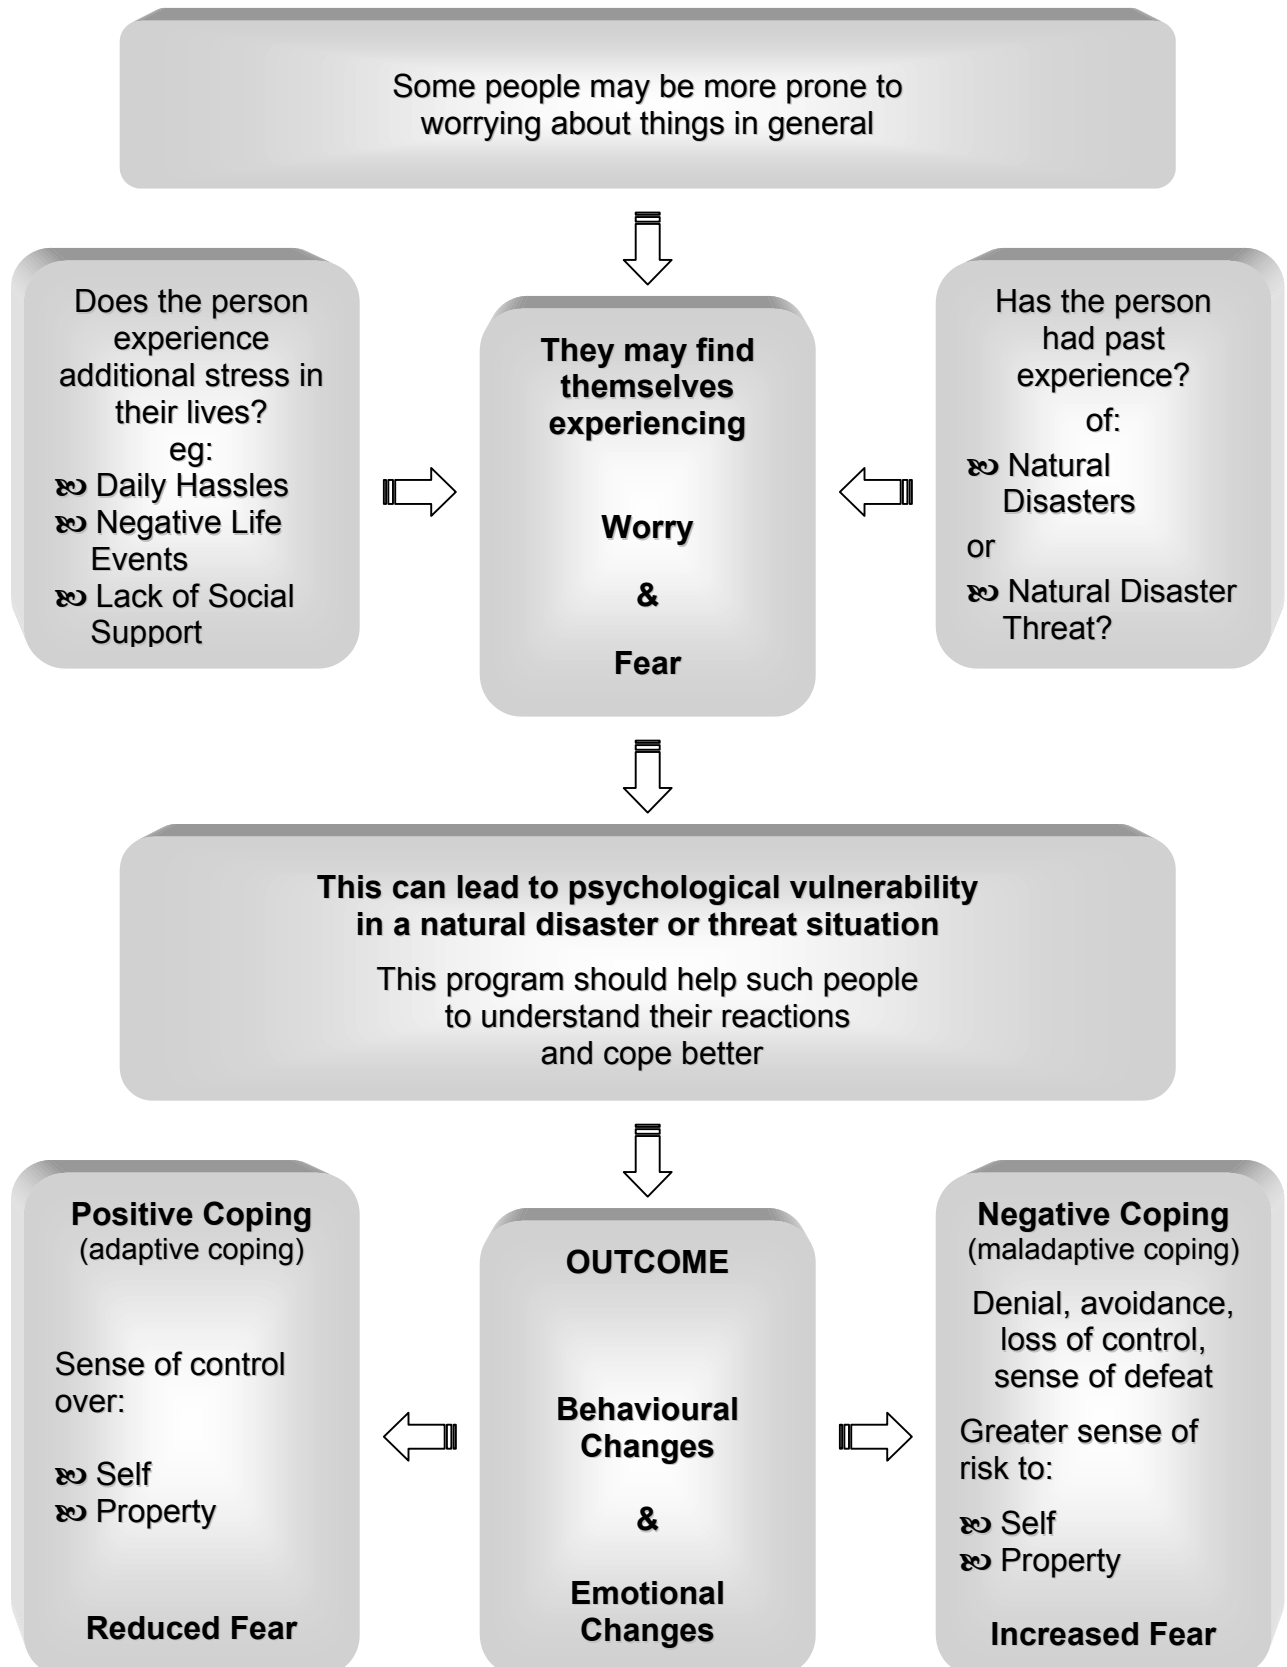 Some people may be more prone to
worrying about things in general
Does the person
experience
additional stress in
their lives?
eg:
Daily Hassles
Negative Life
Events
Lack of Social
Support
They may find
themselves
experiencing
Worry
&
Fear
Has the person
had past
experience?
of:
Natural
Disasters
or
Natural Disaster
Threat?
This can lead to psychological vulnerability
in a natural disaster or threat situation
This program should help such people
to understand their reactions
and cope better
Positive Coping
(adaptive coping)
Sense of control
over:
Self
Property
Reduced Fear
OUTCOME
Behavioural
Changes
&
Emotional
Changes
Negative Coping
(maladaptive coping)
Denial, avoidance,
loss of control,
sense of defeat
Greater sense of
risk to:
Self
Property
Increased Fear